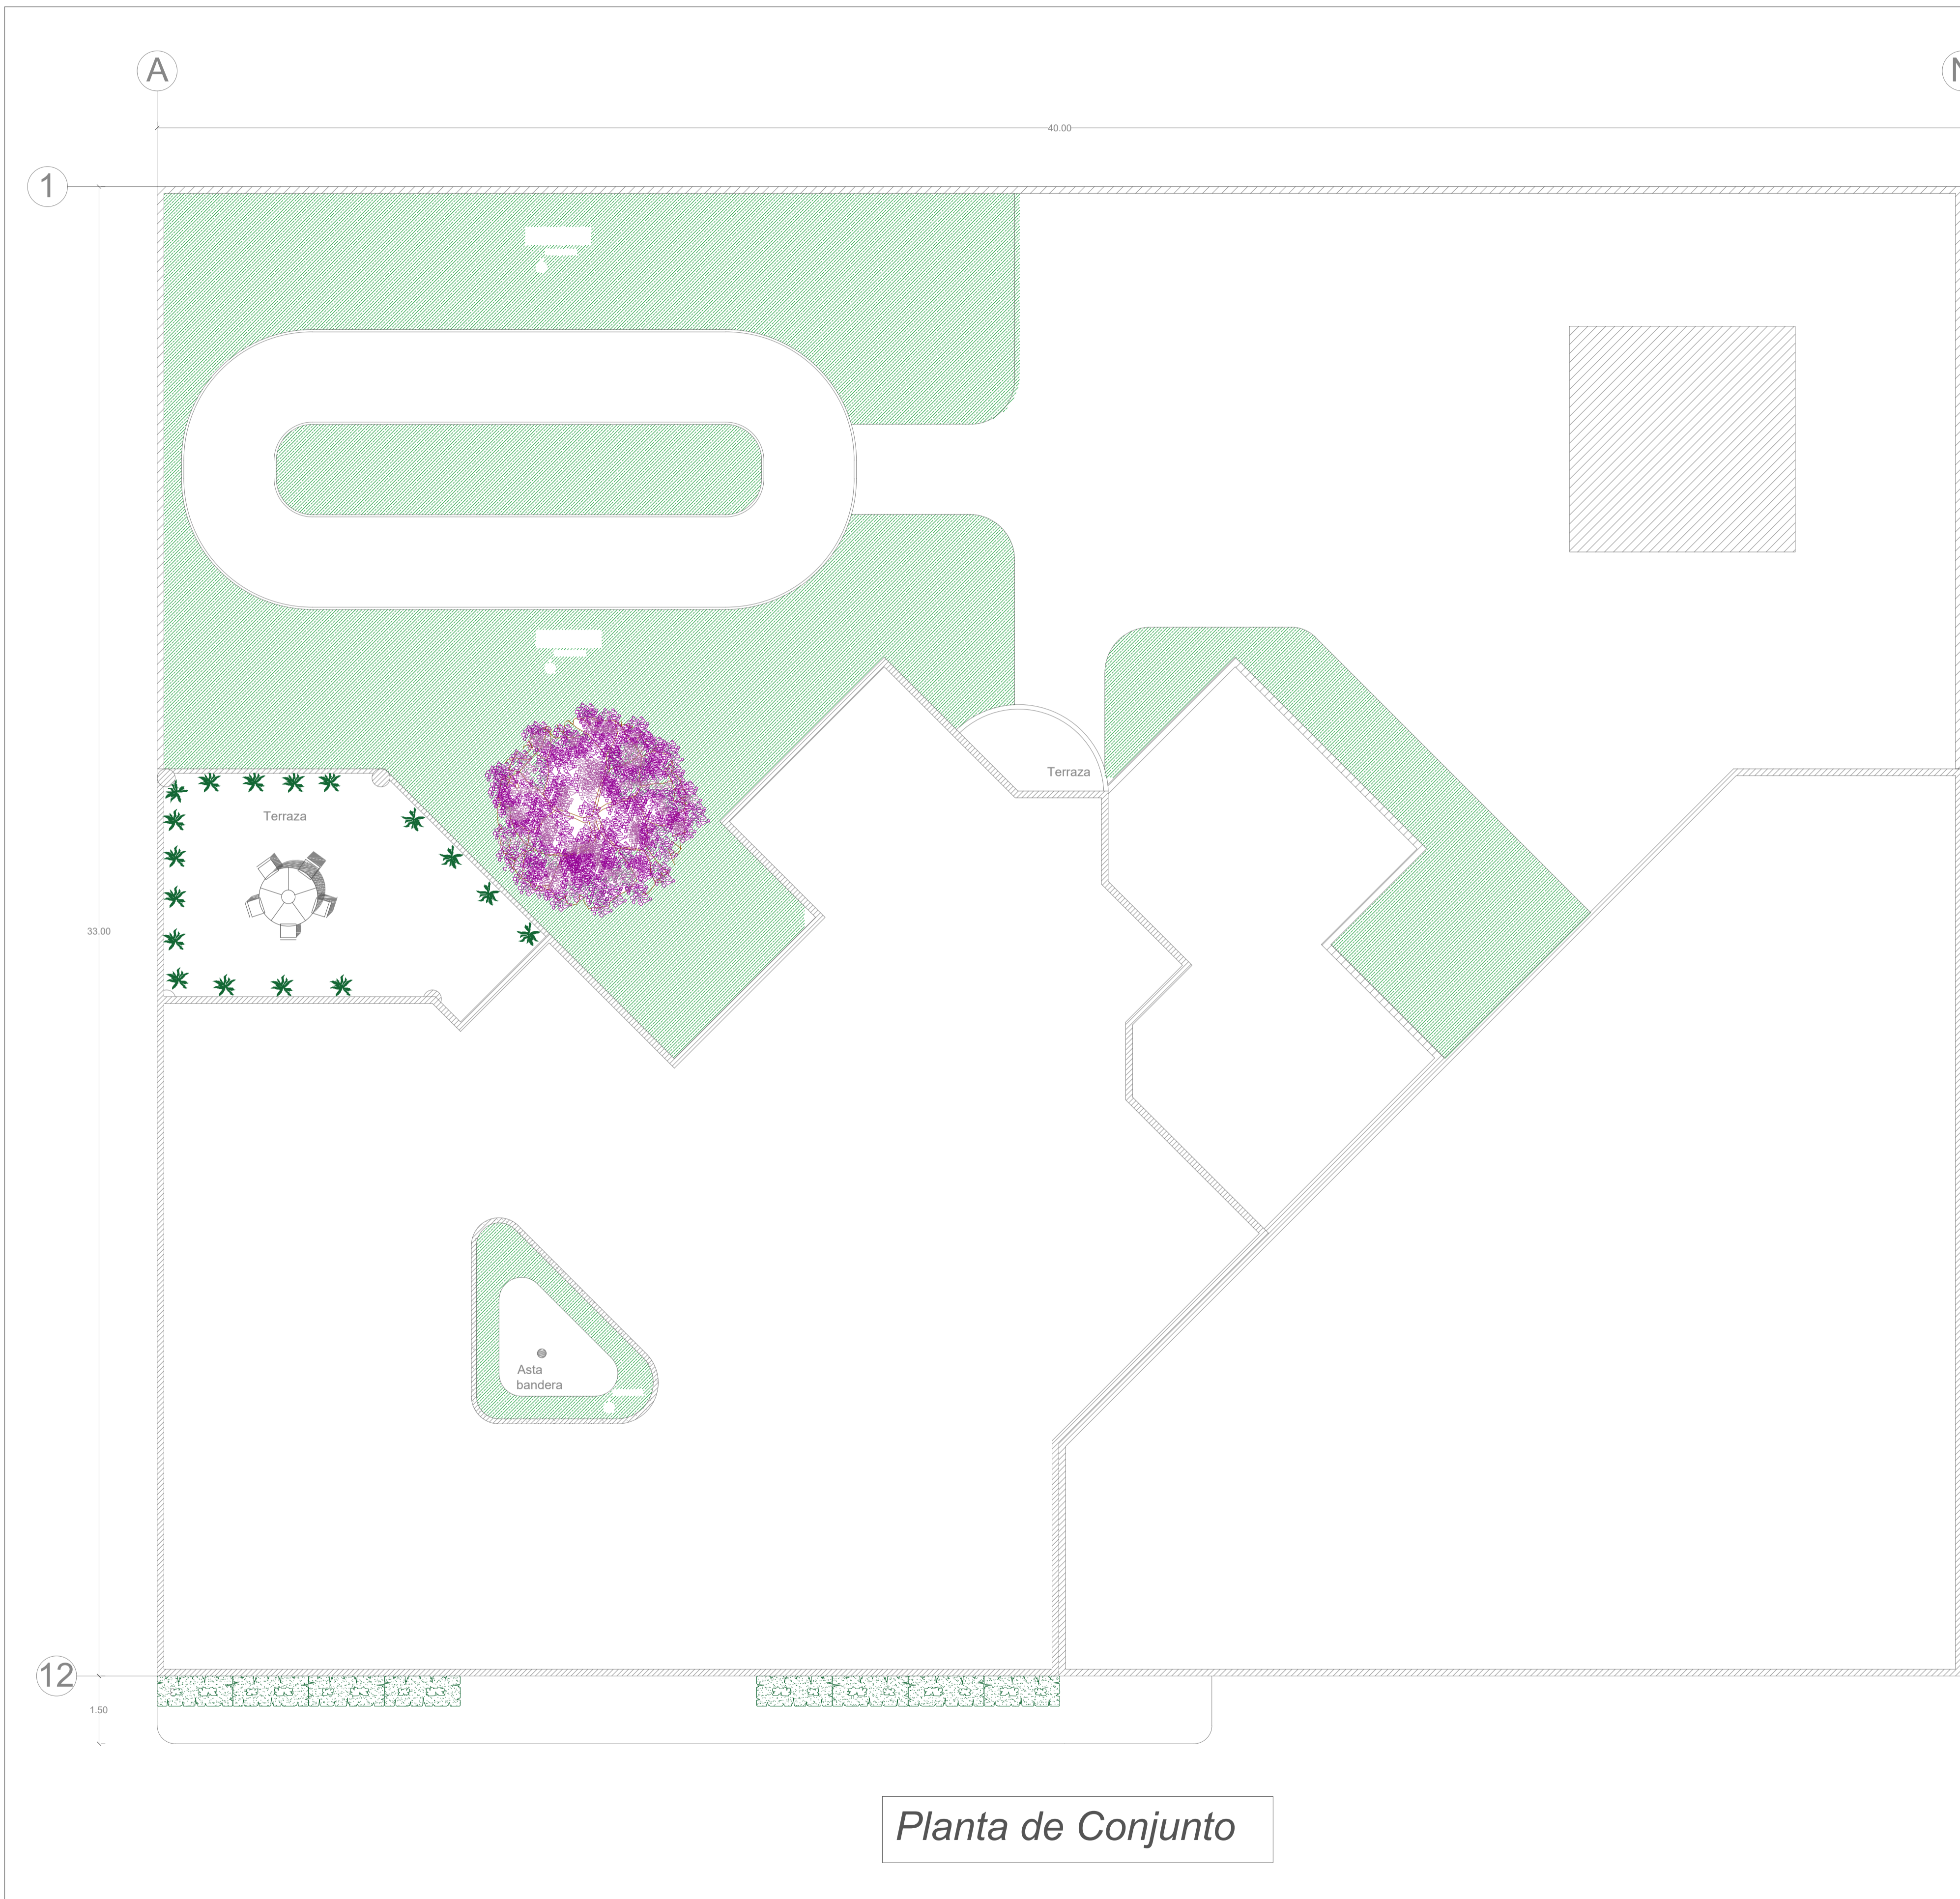 A
40.00
1
Terraza
Terraza
33.00
Asta
bandera
12
1.50
Planta de Conjunto